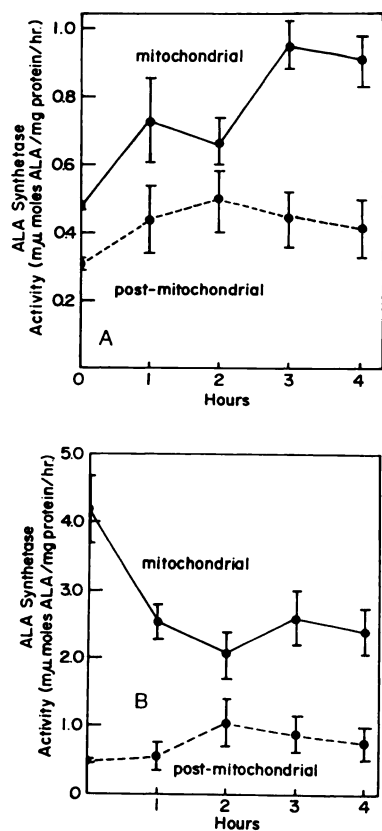 1.0
mitochondrial
0.8
0.6
0.4
0.2
post-mitochondrial
A
0 1 2 3 4
Hours
ALA Synthetase
Activity (mμ moles ALA/mg protein/hr.)
5.0
4.0
mitochondrial
3.0
2.0
B
1.0
post-mitochondrial
0
1 2 3 4
Hours
ALA Synthetase
Activity (mμ moles ALA/mg protein/hr.)